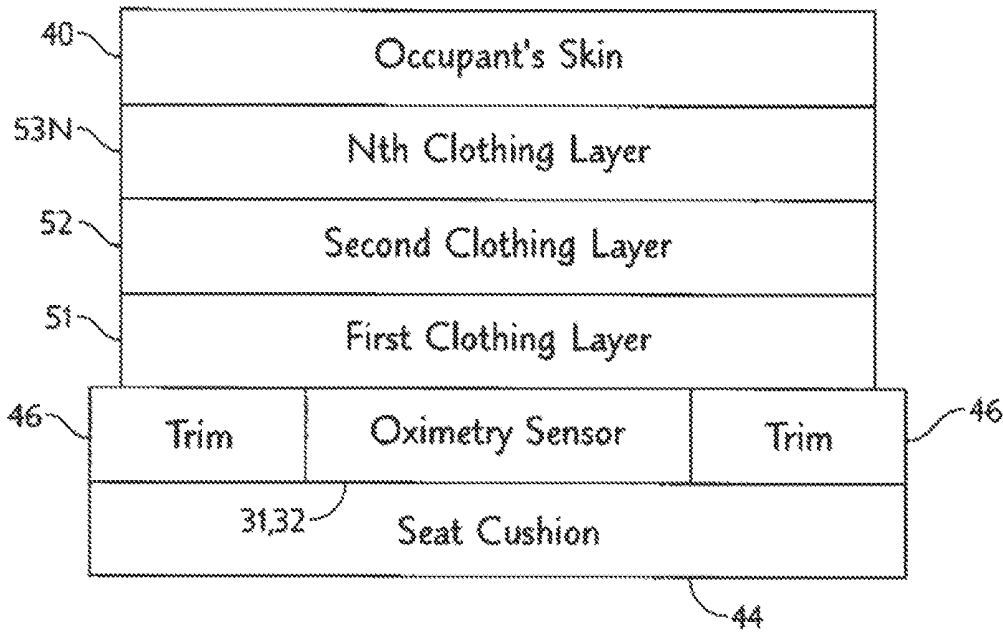 40 Occupant's Skin
53N Nth Clothing Layer
52 Second Clothing Layer
51 First Clothing Layer
46 Trim Oximetry Sensor Trim 46
31,32 Seat Cushion
44